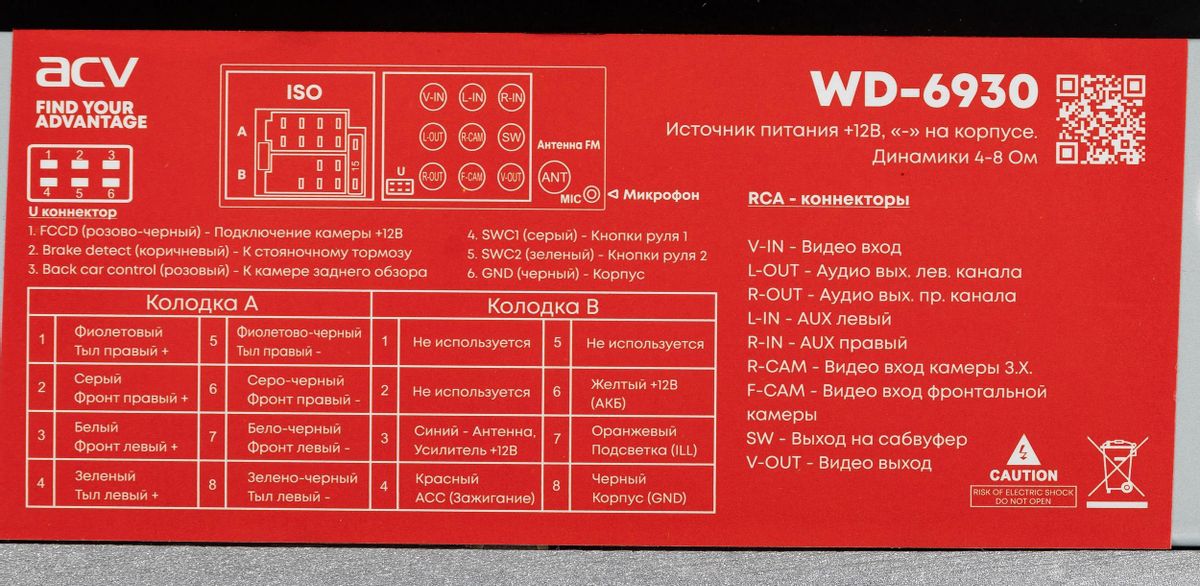 acv
FIND YOUR
ADVANTAGE
1 2 3
4 5 6
U коннектор
ISO
A
B
15
V-IN L-IN R-IN
L-OUT R-CAM SW
R-OUT F-CAM V-OUT
U
Антенна FM
ANT
MIC
Микрофон
WD-6930
Источник питания +12В, «-» на корпусе.
Динамики 4-8 Ом
1. FCCD (розово-черный) - Подключение камеры +12В
2. Brake detect (коричневый) - К стояночному тормозу
3. Back car control (розовый) - К камере заднего обзора
4. SWC1 (серый) - Кнопки руля 1
5. SWC2 (зеленый) - Кнопки руля 2
6. GND (черный) - Корпус
Колодка A Колодка B
1 Фиолетовый
Тыл правый +
5 Фиолетово-черный
Тыл правый -
1 Не используется
5 Не используется
2 Серый
Фронт правый +
6 Серо-черный
Фронт правый -
2 Не используется
6 Желтый +12В
(АКБ)
3 Белый
Фронт левый +
7 Бело-черный
Фронт левый -
3 Синий - Антенна,
Усилитель +12В
7 Оранжевый
Подсветка (ILL)
4 Зеленый
Тыл левый +
8 Зелено-черный
Тыл левый -
4 Красный
ACC (Зажигание)
8 Черный
Корпус (GND)
RCA - коннекторы
V-IN - Видео вход
L-OUT - Аудио вых. лев. канала
R-OUT - Аудио вых. пр. канала
L-IN - AUX левый
R-IN - AUX правый
R-CAM - Видео вход камеры З.Х.
F-CAM - Видео вход фронтальной
камеры
SW - Выход на сабвуфер
V-OUT - Видео выход
CAUTION
RISK OF ELECTRIC SHOCK
DO NOT OPEN